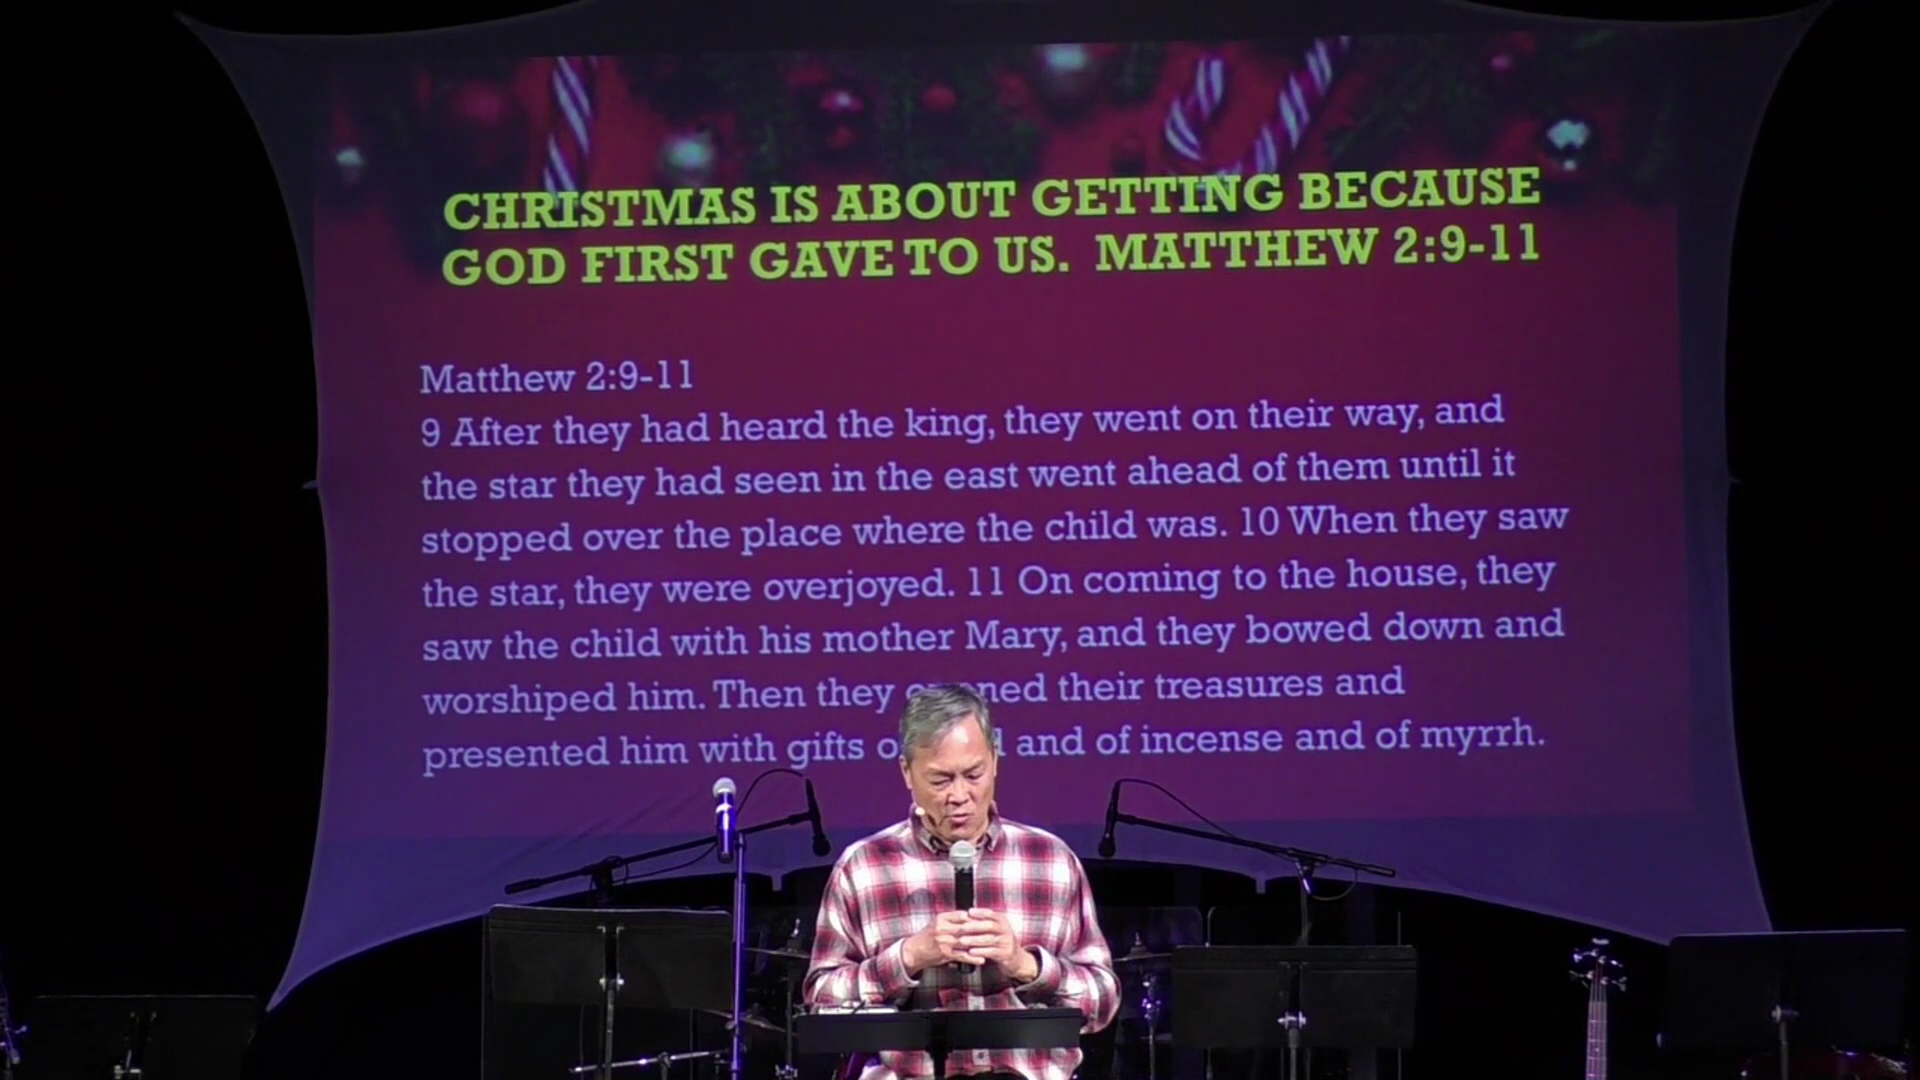 CHRISTMAS IS ABOUT GETTING BECAUSE
GOD FIRST GAVE TO US. MATTHEW 2:9-11
Matthew 2:9-11
9 After they had heard the king, they went on their way, and
the star they had seen in the east went ahead of them until it
stopped over the place where the child was. 10 When they saw
the star, they were overjoyed. 11 On coming to the house, they
saw the child with his mother Mary, and they bowed down and
worshiped him. Then they their treasures and
presented him with gifts and of incense and of myrrh.